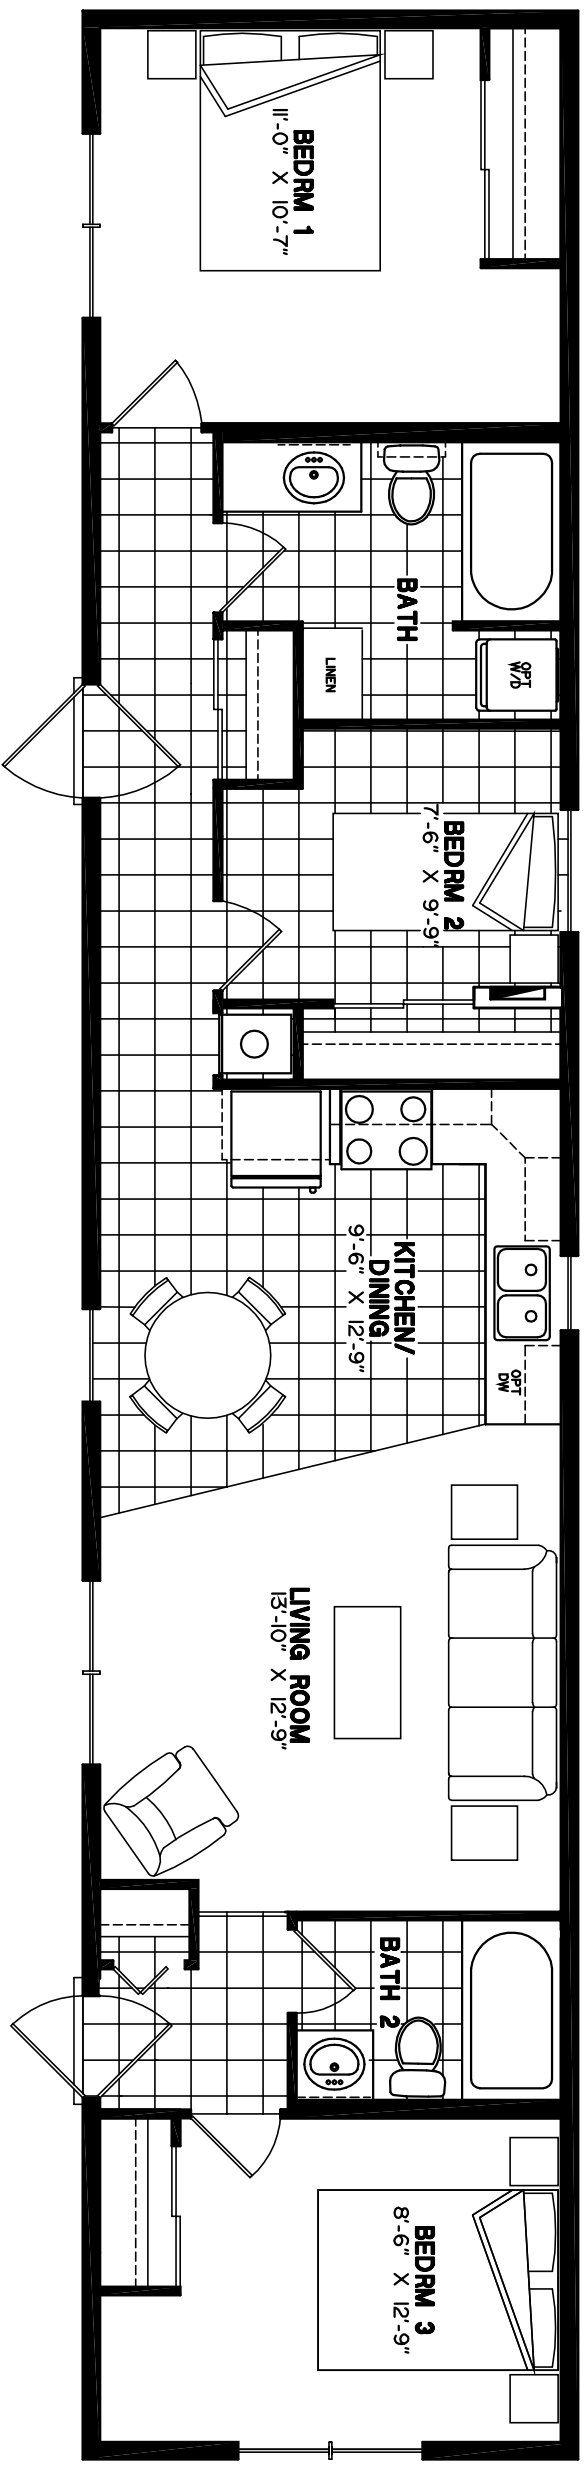 BEDRM 1
11'-0" X 10'-7"
BATH
LINEN
OPT
W/D
BEDRM 2
7'-6" X 9'-9"
KITCHEN/
DINING
9'-6" X 12'-9"
OPT
DW
LIVING ROOM
13'-10" X 12'-9"
BATH 2
BEDRM 3
8'-6" X 12'-9"